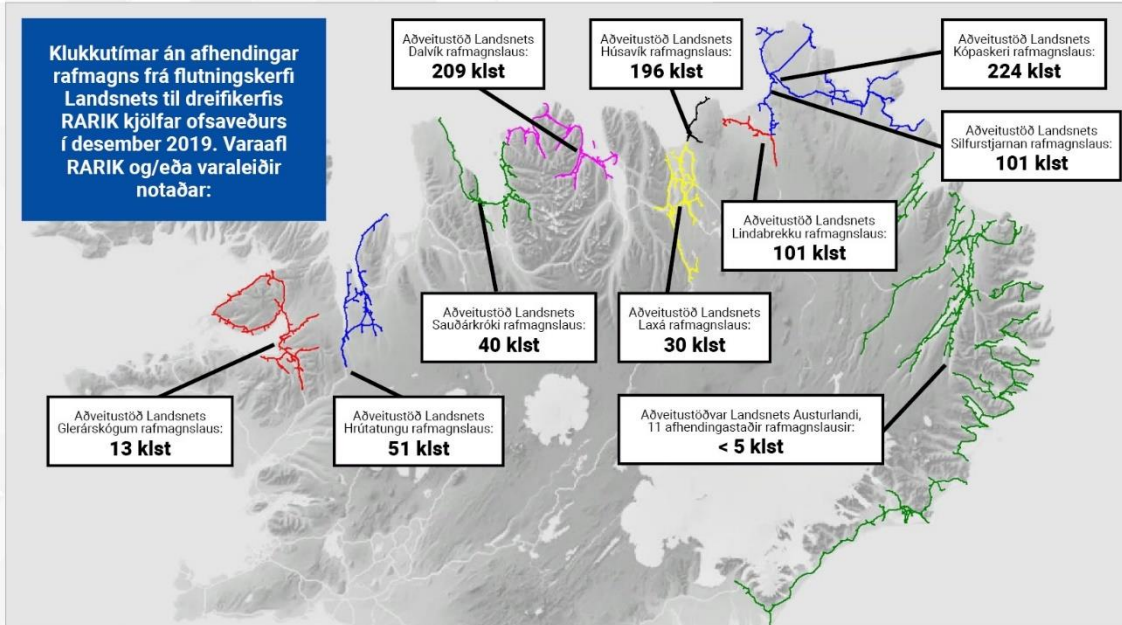 Klukkutímar án afhendingar
rafmagns frá flutningskerfi
Landsnets til dreifikerfis
RARIK kjölfar ofsaveðurs
í desember 2019. Varaafl
RARIK og/eða varaleiðir
notaðar:
Aðveitustöð Landsnets
Dalvík rafmagnslaus:
209 klst
Aðveitustöð Landsnets
Húsavík rafmagnslaus:
196 klst
Aðveitustöð Landsnets
Kópaskeri rafmagnslaus:
224 klst
Aðveitustöð Landsnets
Silfurstjarnan rafmagnslaus:
101 klst
Aðveitustöð Landsnets
Lindabrekku rafmagnslaus:
101 klst
Aðveitustöð Landsnets
Sauðárkróki rafmagnslaus:
40 klst
Aðveitustöð Landsnets
Laxá rafmagnslaus:
30 klst
Aðveitustöð Landsnets
Glerárskógum rafmagnslaus:
13 klst
Aðveitustöð Landsnets
Hrútatungu rafmagnslaus:
51 klst
Aðveitustöðvar Landsnets Austurlandi,
11 afhendingastaðir rafmagnslausir:
< 5 klst